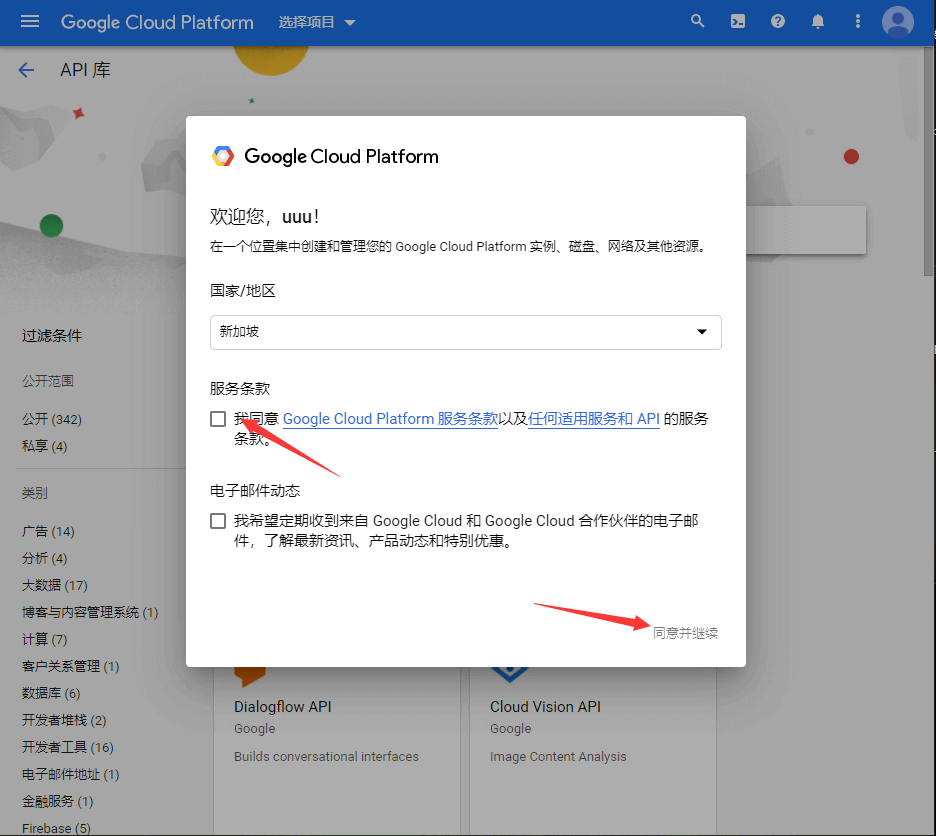 Google Cloud Platform
选择项目
API 库
Google Cloud Platform
欢迎您，uuu！
在一个位置集中创建和管理您的 Google Cloud Platform 实例、磁盘、网络及其他资源。
国家/地区
新加坡
服务条款
我同意 Google Cloud Platform 服务条款以及任何适用服务和 API 的服务
条款。
电子邮件动态
我希望定期收到来自 Google Cloud 和 Google Cloud 合作伙伴的电子邮
件，了解最新资讯、产品动态和特别优惠。
同意并继续
过滤条件
公开范围
公开 (342)
私享 (4)
类别
广告 (14)
分析 (4)
大数据 (17)
博客与内容管理系统 (1)
计算 (7)
客户关系管理 (1)
数据库 (6)
开发者堆栈 (2)
开发者工具 (16)
电子邮件地址 (1)
金融服务 (1)
Firebase (5)
Dialogflow API
Google
Builds conversational interfaces
Cloud Vision API
Google
Image Content Analysis